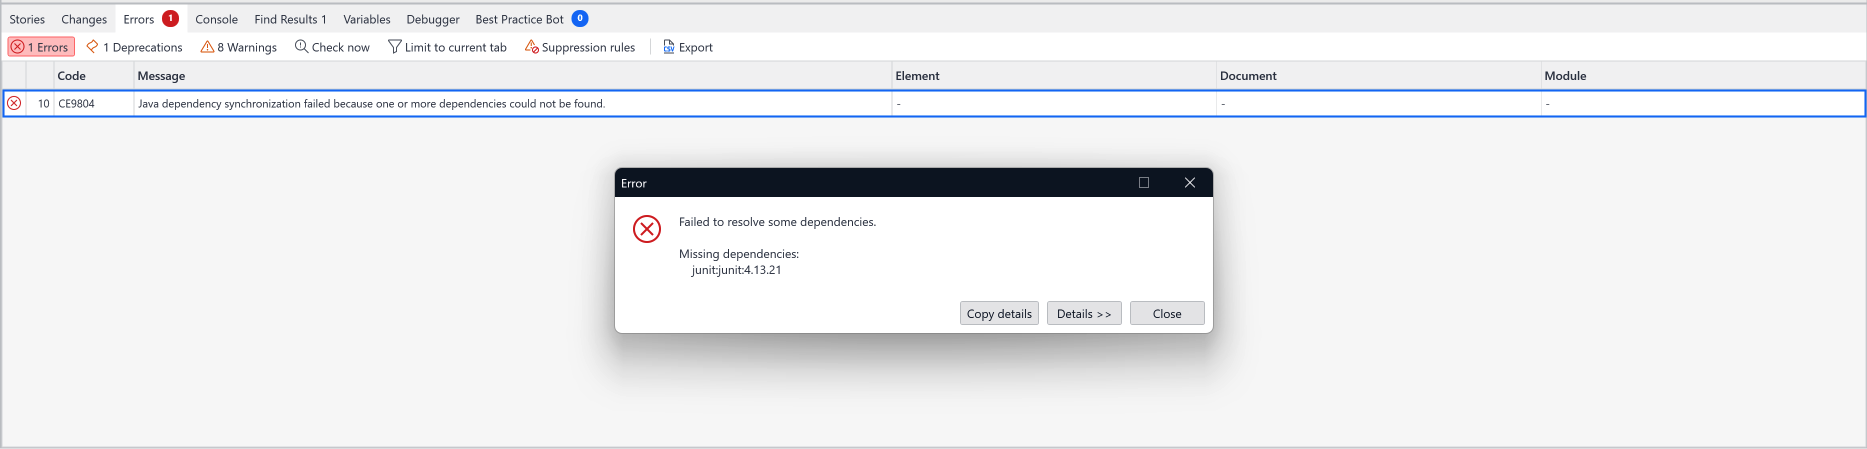 Stories Changes Errors 1 Console Find Results 1 Variables Debugger Best Practice Bot 0
1 Errors 1 Deprecations 8 Warnings Check now Limit to current tab Suppression rules CSV Export
Code Message Element Document Module
10 CE9804 Java dependency synchronization failed because one or more dependencies could not be found. - - -
Error
Failed to resolve some dependencies.
Missing dependencies:
junit:junit:4.13.21
Copy details Details >> Close